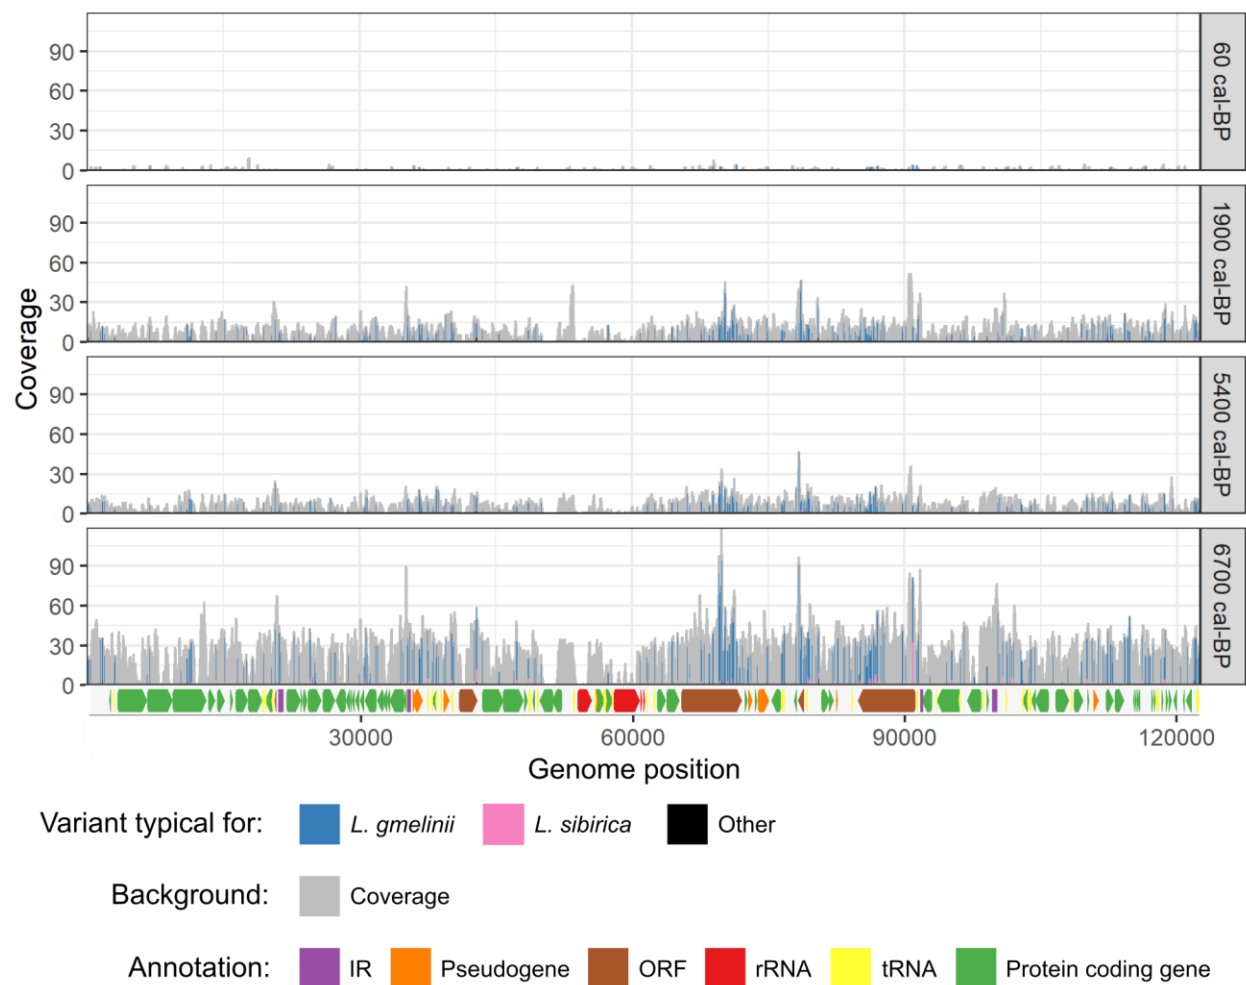 90
60
30
0
60 cal-BP
90
60
30
0
1900 cal-BP
90
60
30
0
5400 cal-BP
90
60
30
0
6700 cal-BP
Coverage
30000 60000 90000 120000
Genome position
Variant typical for: L. gmelinii L. sibirica Other
Background: Coverage
Annotation: IR Pseudogene ORF rRNA tRNA Protein coding gene